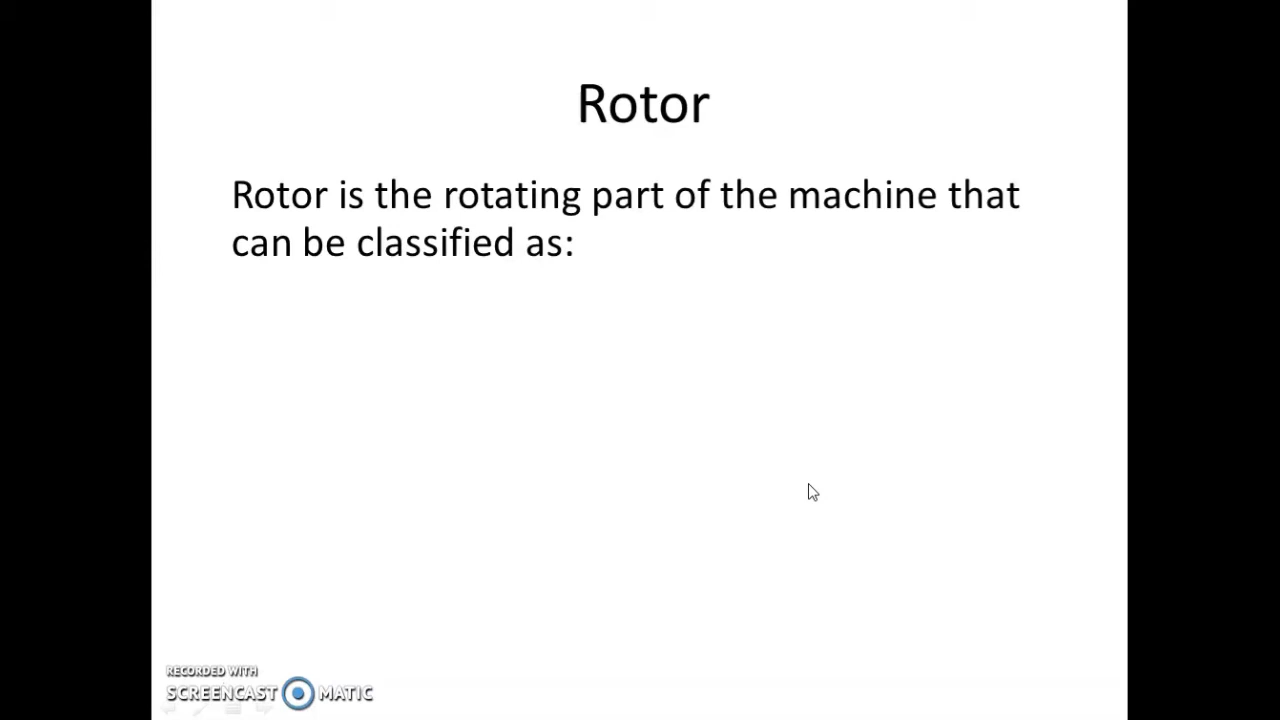 Rotor
Rotor is the rotating part of the machine that
can be classified as:
RECORDED WITH
SCREENCAST MATIC